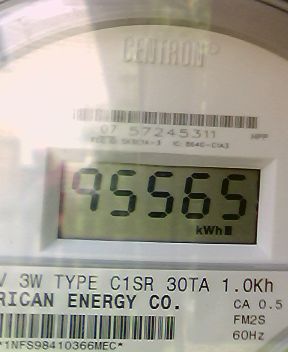 CENTRON
07 57245311
HPP
95565
kWh
V 3W TYPE C1SR 30TA 1.0Kh
RICAN ENERGY CO.
CA 0.5
FM2S
60Hz
*1NFS98410366MEC*